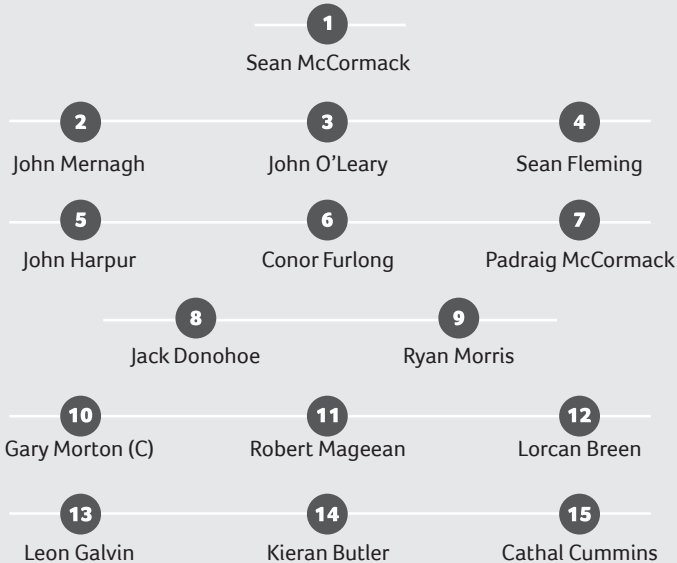 1
Sean McCormack
2 3 4
John Mernagh John O'Leary Sean Fleming
5 6 7
John Harpur Conor Furlong Padraig McCormack
8 9
Jack Donohoe Ryan Morris
10 11 12
Gary Morton (C) Robert Mageean Lorcan Breen
13 14 15
Leon Galvin Kieran Butler Cathal Cummins